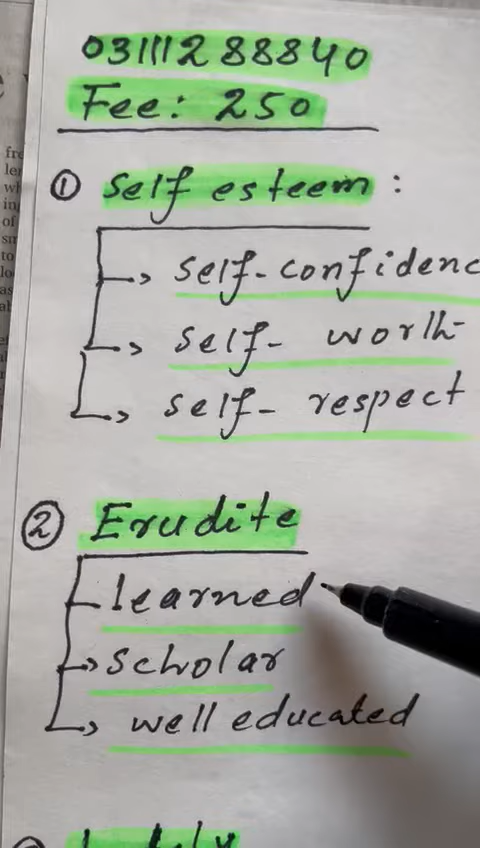 03111288840
Fee: 250
① Self esteem :
self-confidenc
self- worth
self- respect
② Erudite
learned
scholar
well educated